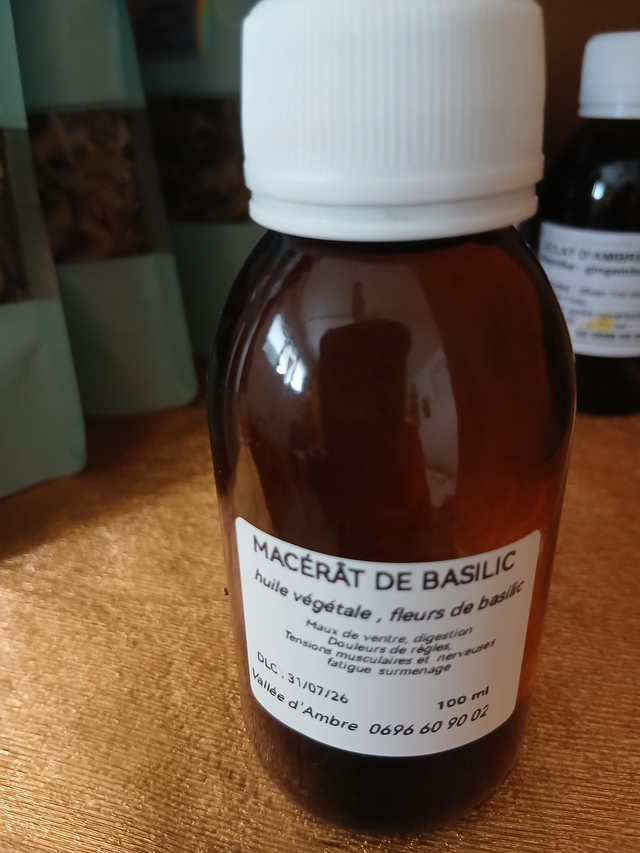 MACÉRÂT DE BASILIC
huile végétale , fleurs de basilic
Maux de ventre, digestion
Douleurs de règles,
Tensions musculaires et nerveuses
fatigue surmenage
DLC : 31/07/26
100 ml
Vallée d'Ambre 0696 60 90 02
D'AMBRE